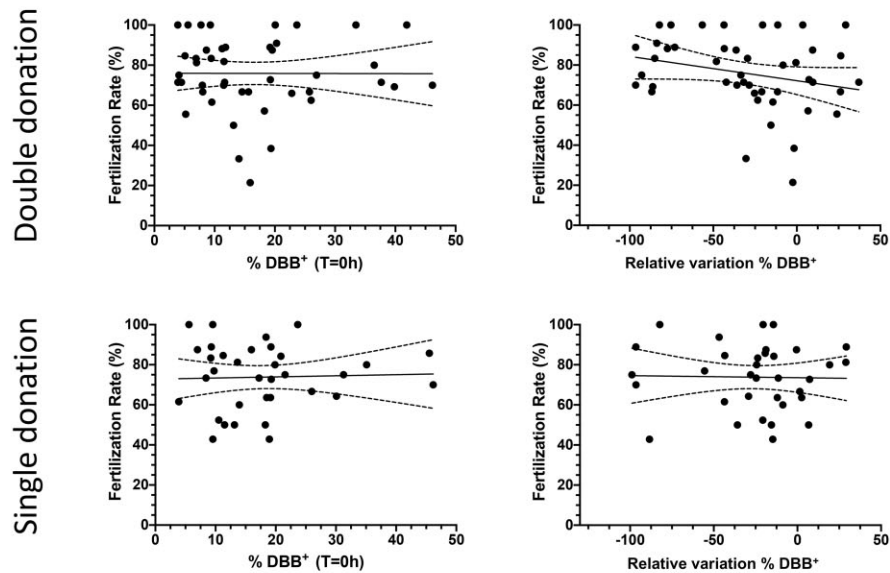 Double donation
Fertilization Rate (%)
100
80
60
40
20
0
0 10 20 30 40 50
% DBB⁺ (T=0h)
Fertilization Rate (%)
100
80
60
40
20
0
-100 -50 0 50
Relative variation % DBB⁺
Single donation
Fertilization Rate (%)
100
80
60
40
20
0
0 10 20 30 40 50
% DBB⁺ (T=0h)
Fertilization Rate (%)
100
80
60
40
20
0
-100 -50 0 50
Relative variation % DBB⁺